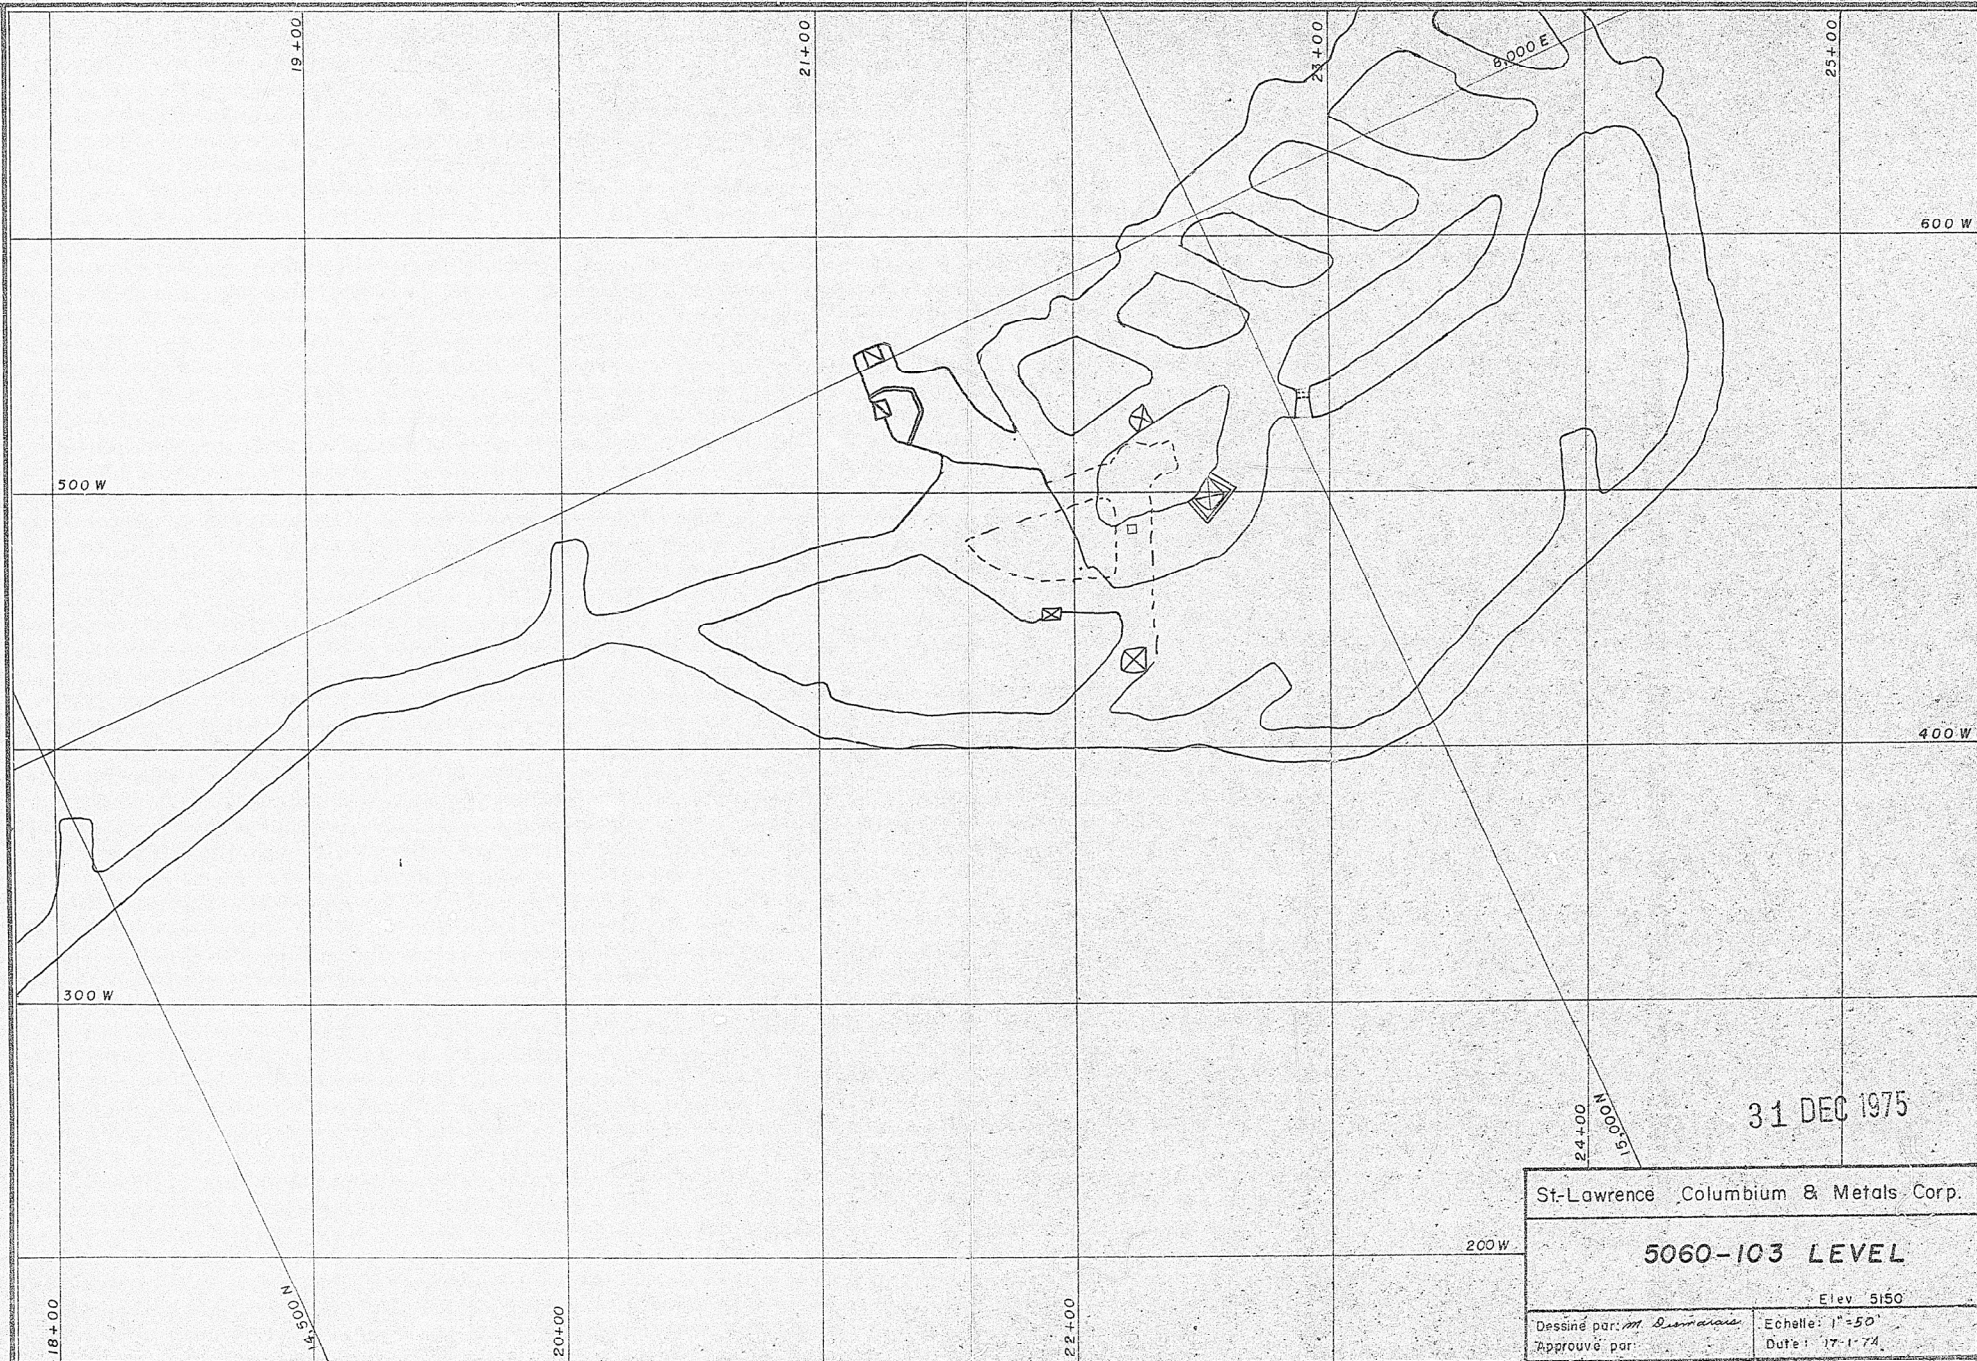 19+00
21+00
23+00
8,000 E
25+00
600 W
500 W
400 W
300 W
31 DEC 1975
24+00
15,000 N
St-Lawrence Columbium & Metals Corp.
200 W
5060-103 LEVEL
Elev 5150
18+00
14,500 N
20+00
22+00
Dessiné par: M. Desmarais
Echelle: 1"=50'
Approuvé par:
Date: 17-1-74